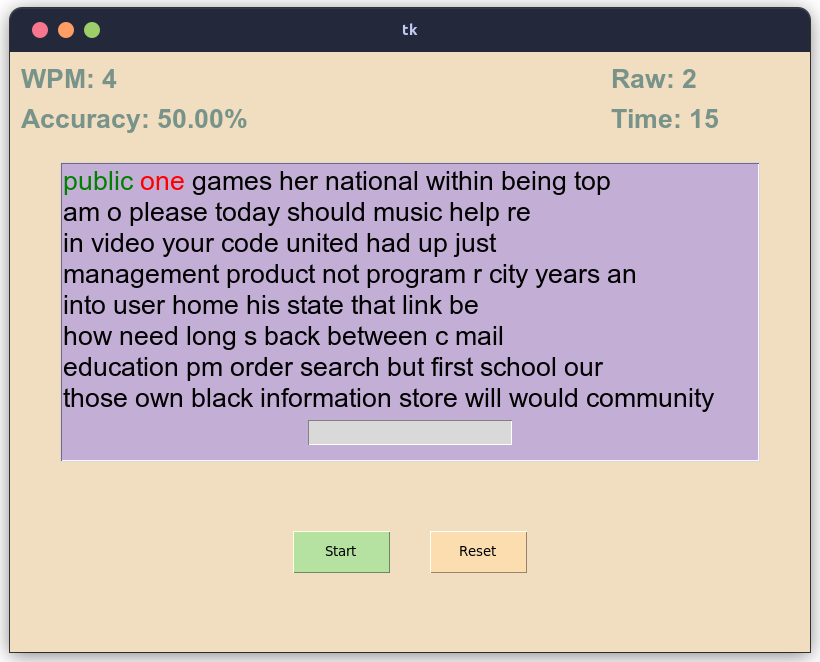 tk
WPM: 4
Raw: 2
Accuracy: 50.00%
Time: 15
public one games her national within being top
am o please today should music help re
in video your code united had up just
management product not program r city years an
into user home his state that link be
how need long s back between c mail
education pm order search but first school our
those own black information store will would community
Start
Reset